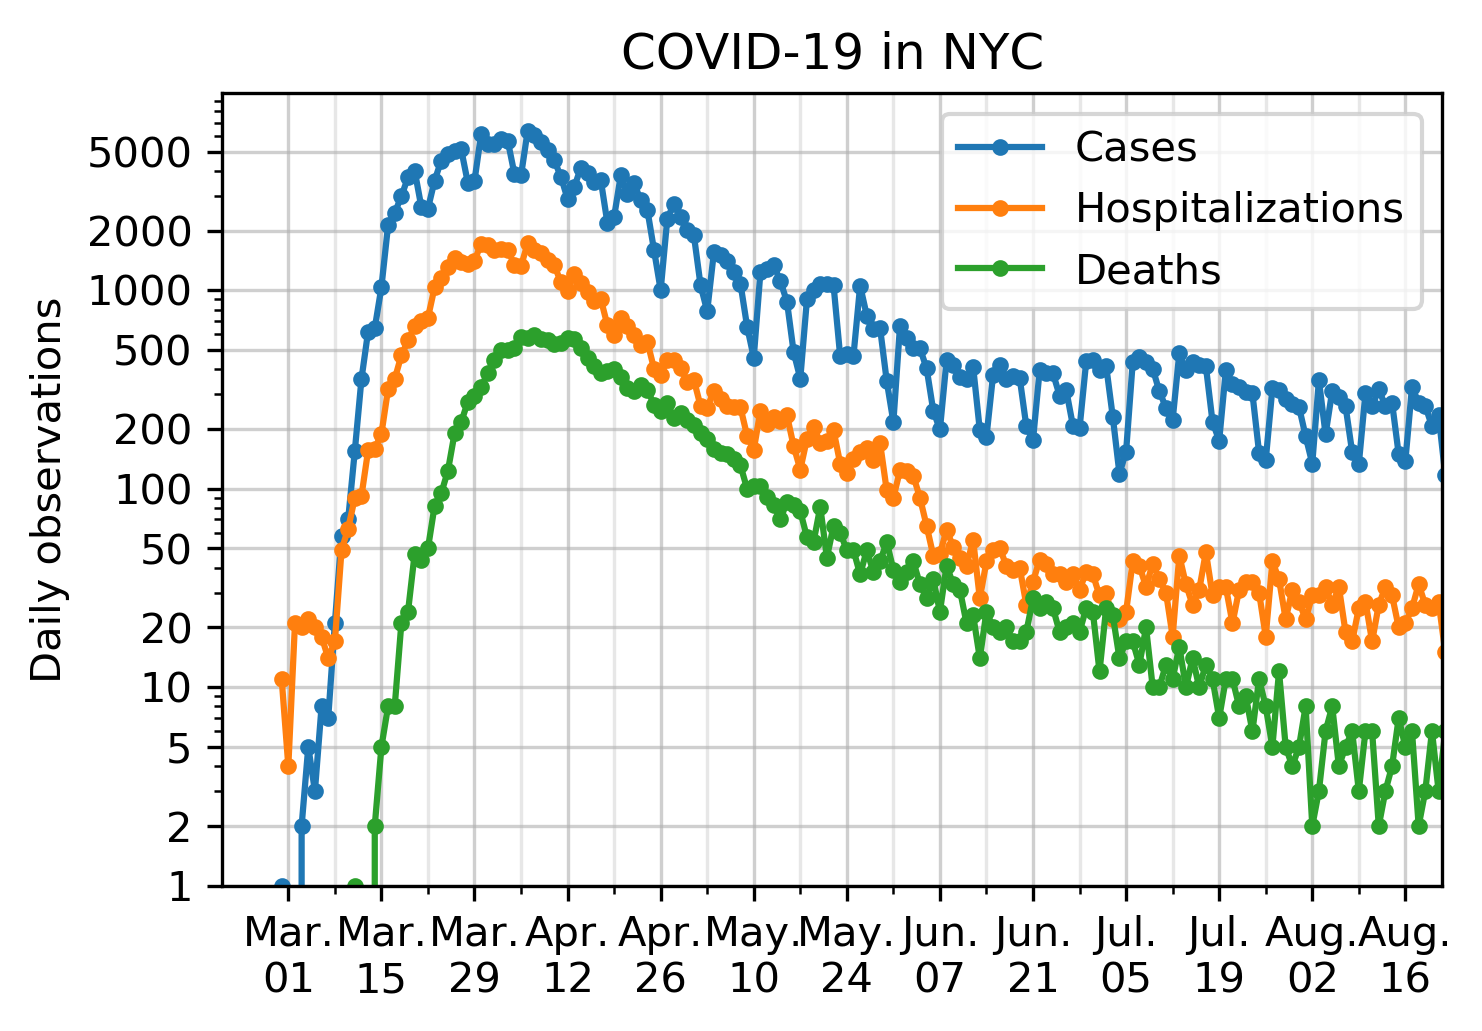 COVID-19 in NYC
Daily observations
5000
2000
1000
500
200
100
50
20
10
5
2
1
Cases
Hospitalizations
Deaths
Mar. Mar. Mar. Apr. Apr. May. May. Jun. Jun. Jul. Jul. Aug. Aug.
01 15 29 12 26 10 24 07 21 05 19 02 16